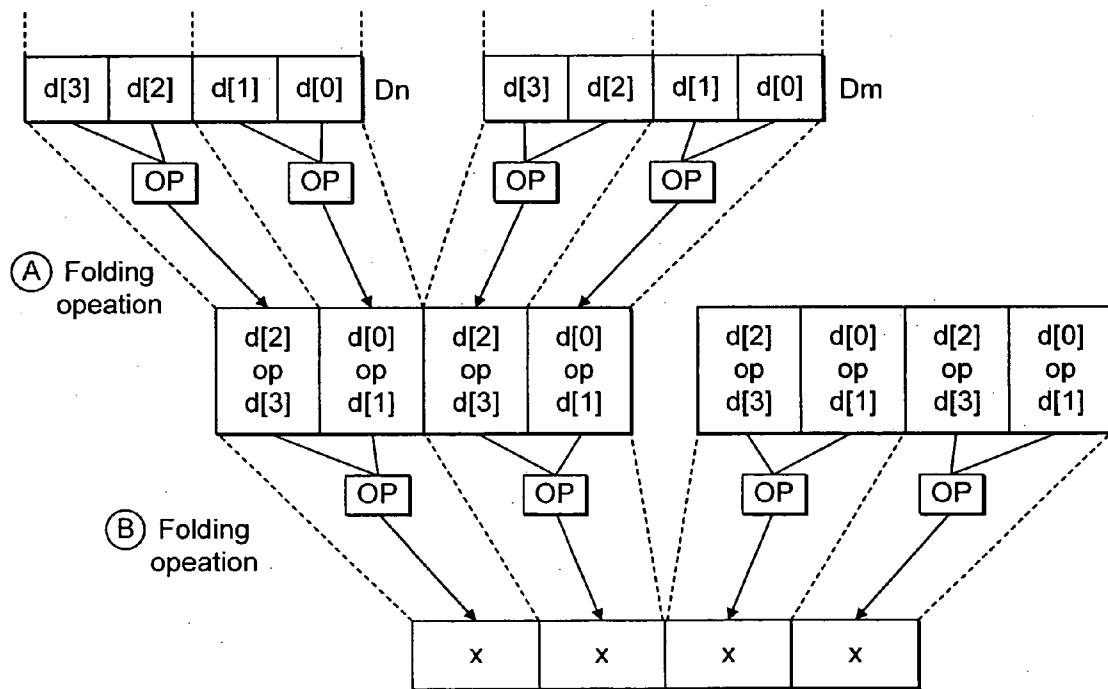 d[3] d[2] d[1] d[0] Dn d[3] d[2] d[1] d[0] Dm
OP OP OP OP
A Folding
opeation
d[2] d[0] d[2] d[0] d[2] d[0] d[2] d[0]
op op op op op op op op
d[3] d[1] d[3] d[1] d[3] d[1] d[3] d[1]
OP OP OP OP
B Folding
opeation
x x x x